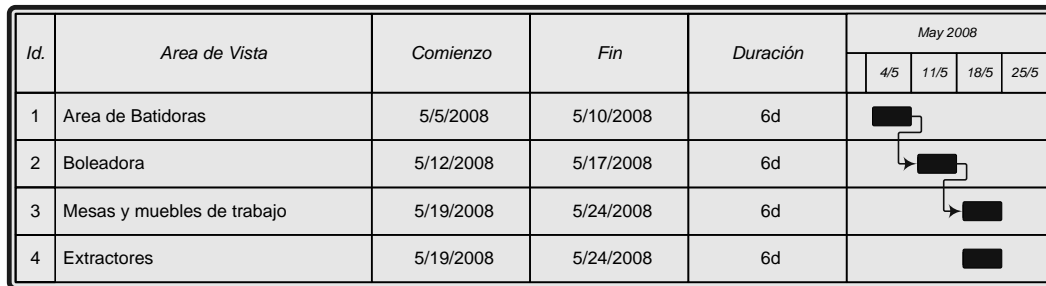 Id. Area de Vista Comienzo Fin Duración May 2008
4/5 11/5 18/5 25/5
1 Area de Batidoras 5/5/2008 5/10/2008 6d
2 Boleadora 5/12/2008 5/17/2008 6d
3 Mesas y muebles de trabajo 5/19/2008 5/24/2008 6d
4 Extractores 5/19/2008 5/24/2008 6d